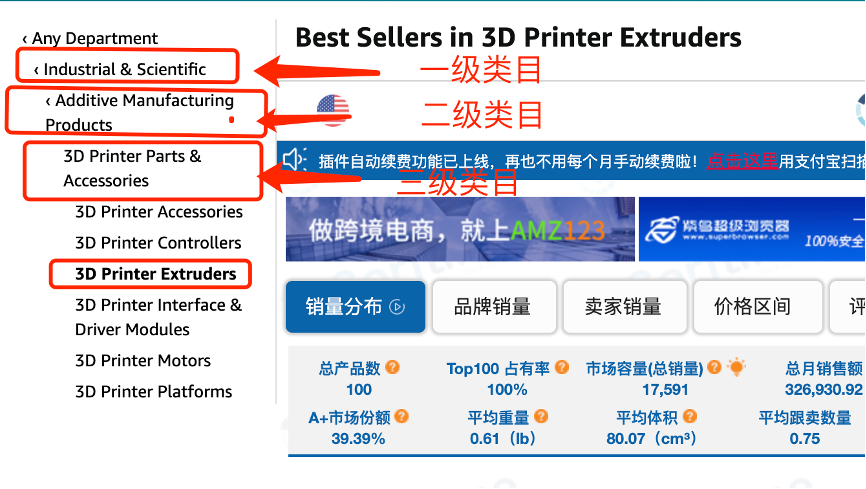 ‹ Any Department
‹ Industrial & Scientific
‹ Additive Manufacturing
Products
3D Printer Parts &
Accessories
3D Printer Accessories
3D Printer Controllers
3D Printer Extruders
3D Printer Interface &
Driver Modules
3D Printer Motors
3D Printer Platforms
Best Sellers in 3D Printer Extruders
一级类目
二级类目
插件自动续费功能已上线，再也不用每个月手动续费啦！点击这里用支付宝扫描
三级类目
做跨境电商，就上AMZ123
紫鸟超级浏览器
www.superbrowser.com
100%安全
销量分布 品牌销量 卖家销量 价格区间 评
总产品数 Top100 占有率 市场容量(总销量) 总月销售额
100 100% 17,591 326,930.92
A+市场份额 平均重量 平均体积 平均跟卖数量
39.39% 0.61（lb） 80.07（cm³） 0.75